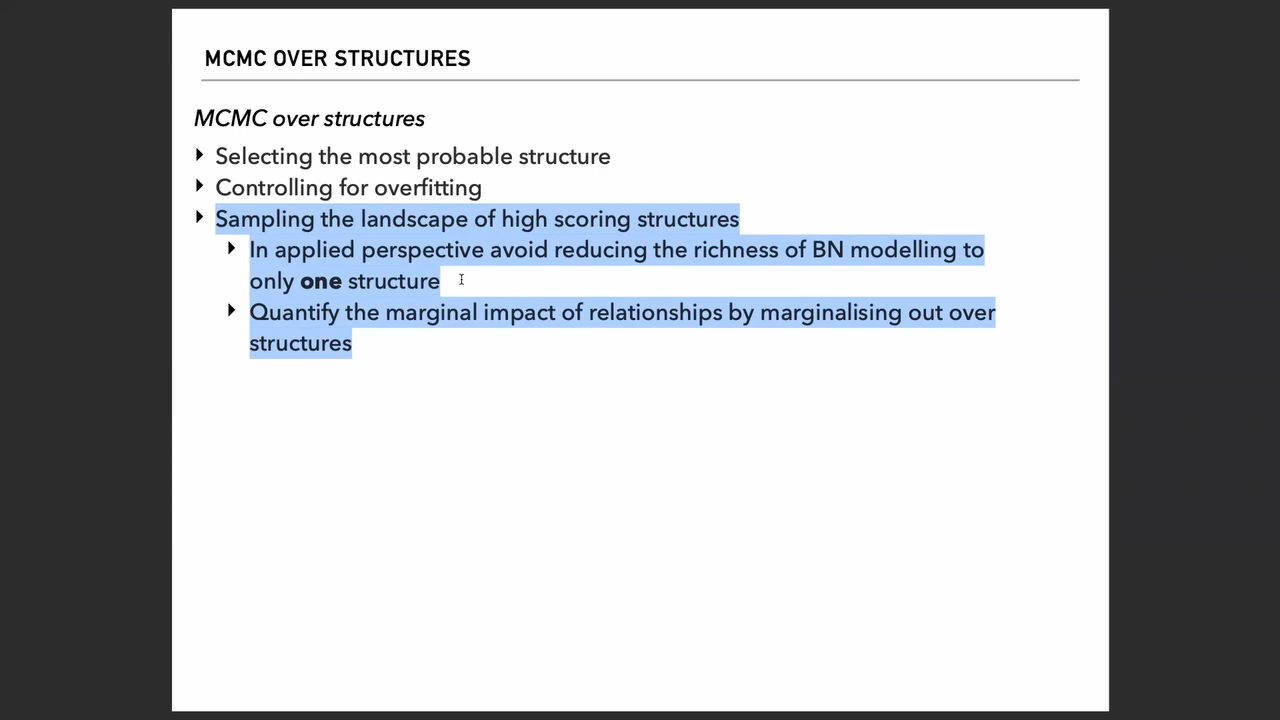 MCMC OVER STRUCTURES
MCMC over structures
Selecting the most probable structure
Controlling for overfitting
Sampling the landscape of high scoring structures
In applied perspective avoid reducing the richness of BN modelling to
only one structure
Quantify the marginal impact of relationships by marginalising out over
structures